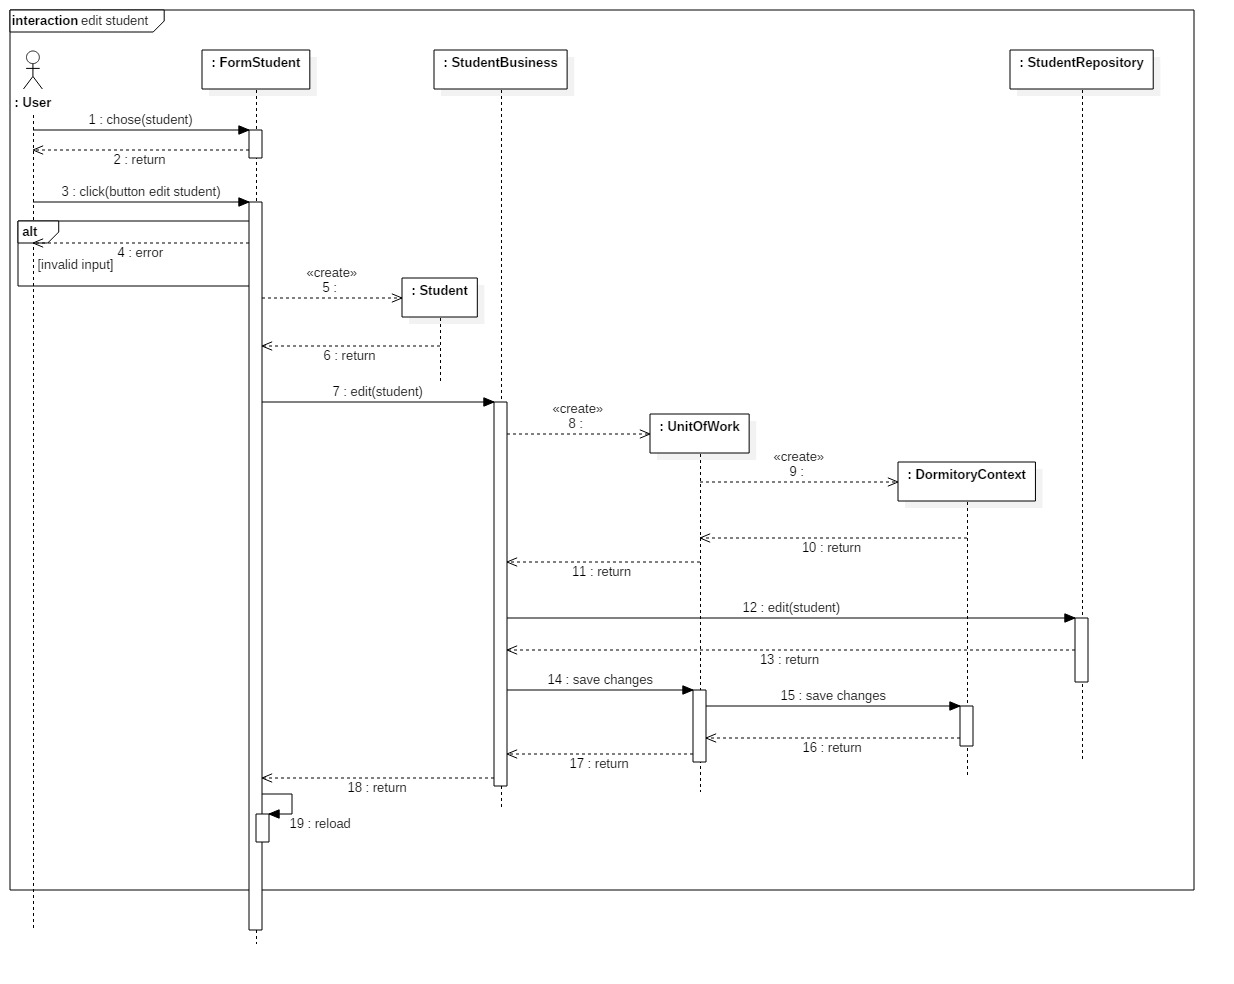 interaction edit student
: FormStudent
: StudentBusiness
: StudentRepository
: User
1 : chose(student)
2 : return
3 : click(button edit student)
alt
4 : error
[invalid input]
«create»
5 :
: Student
6 : return
7 : edit(student)
«create»
8 :
: UnitOfWork
«create»
9 :
: DormitoryContext
10 : return
11 : return
12 : edit(student)
13 : return
14 : save changes
15 : save changes
16 : return
17 : return
18 : return
19 : reload